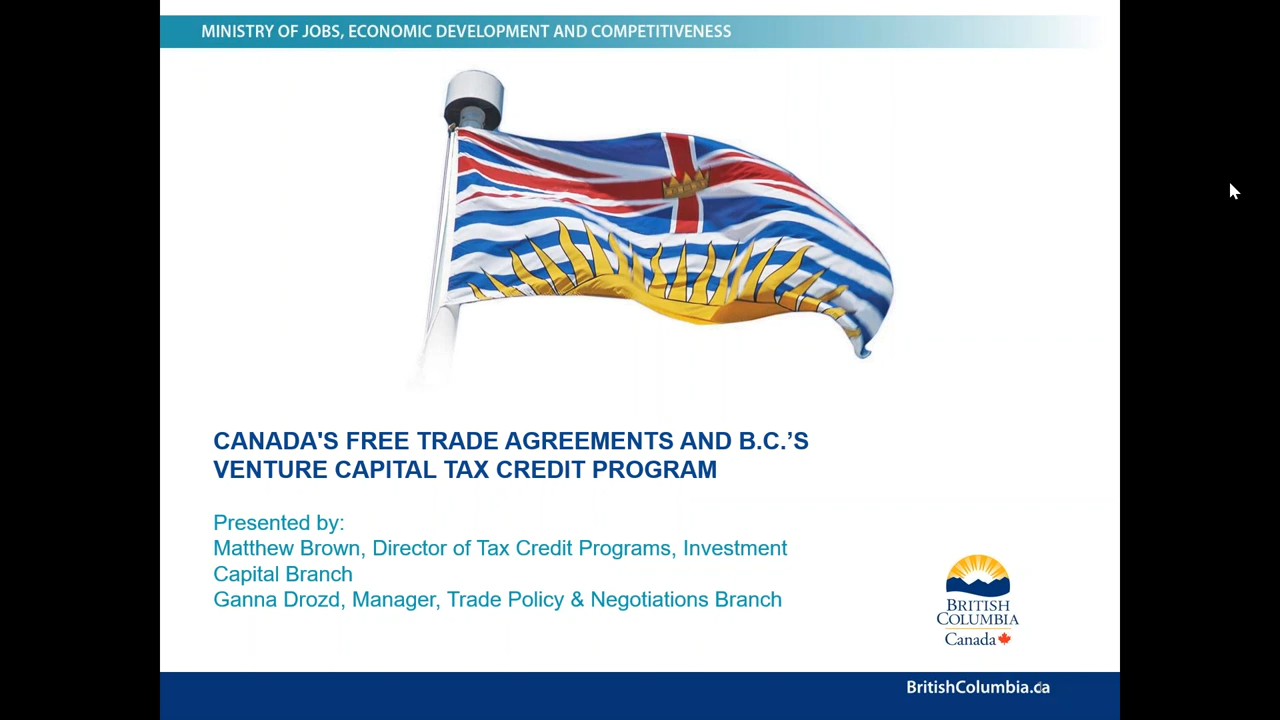 MINISTRY OF JOBS, ECONOMIC DEVELOPMENT AND COMPETITIVENESS
CANADA'S FREE TRADE AGREEMENTS AND B.C.’S
VENTURE CAPITAL TAX CREDIT PROGRAM
Presented by:
Matthew Brown, Director of Tax Credit Programs, Investment
Capital Branch
Ganna Drozd, Manager, Trade Policy & Negotiations Branch
BRITISH
COLUMBIA
Canada
BritishColumbia.ca